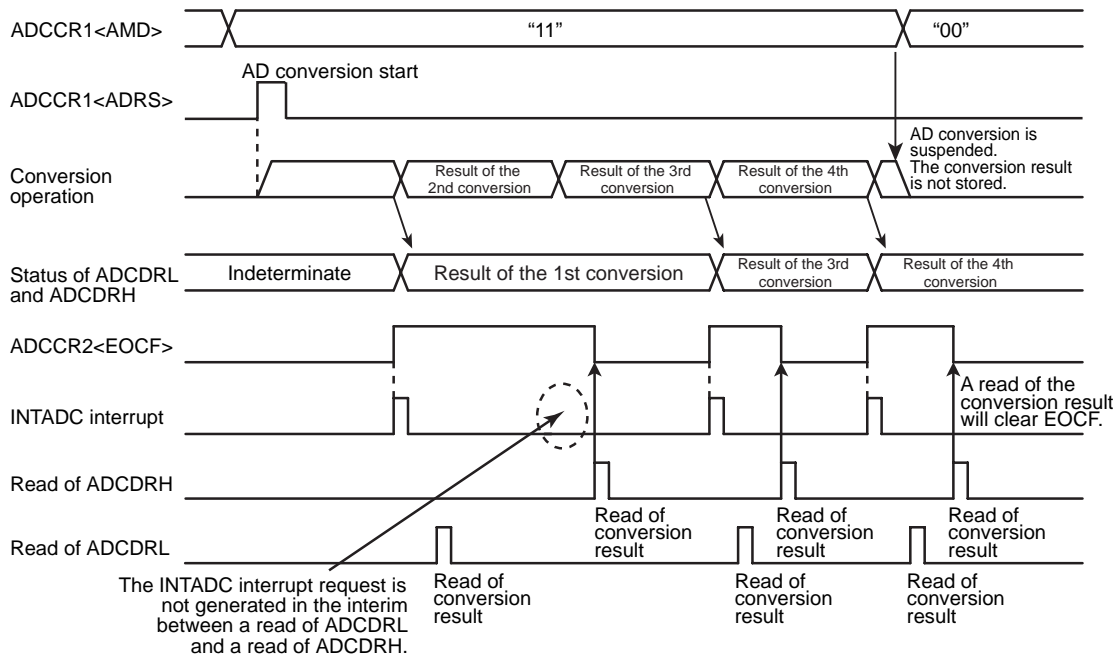 ADCCR1<AMD>
"11"
"00"
AD conversion start
ADCCR1<ADRS>
AD conversion is
suspended.
The conversion result
is not stored.
Conversion
operation
Result of the
2nd conversion
Result of the 3rd
conversion
Result of the 4th
conversion
Status of ADCDRL
and ADCDRH
Indeterminate
Result of the 1st conversion
Result of the 3rd
conversion
Result of the 4th
conversion
ADCCR2<EOCF>
A read of the
conversion result
will clear EOCF.
INTADC interrupt
Read of ADCDRH
Read of
conversion
result
Read of
conversion
result
Read of
conversion
result
Read of ADCDRL
Read of
conversion
result
Read of
conversion
result
Read of
conversion
result
The INTADC interrupt request is
not generated in the interim
between a read of ADCDRL
and a read of ADCDRH.